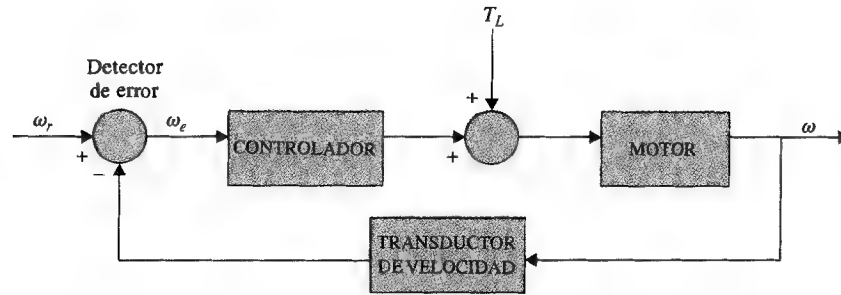 T_L
Detector
de error
ω_r
ω_e
+
−
CONTROLADOR
+
+
MOTOR
ω
TRANSDUCTOR
DE VELOCIDAD